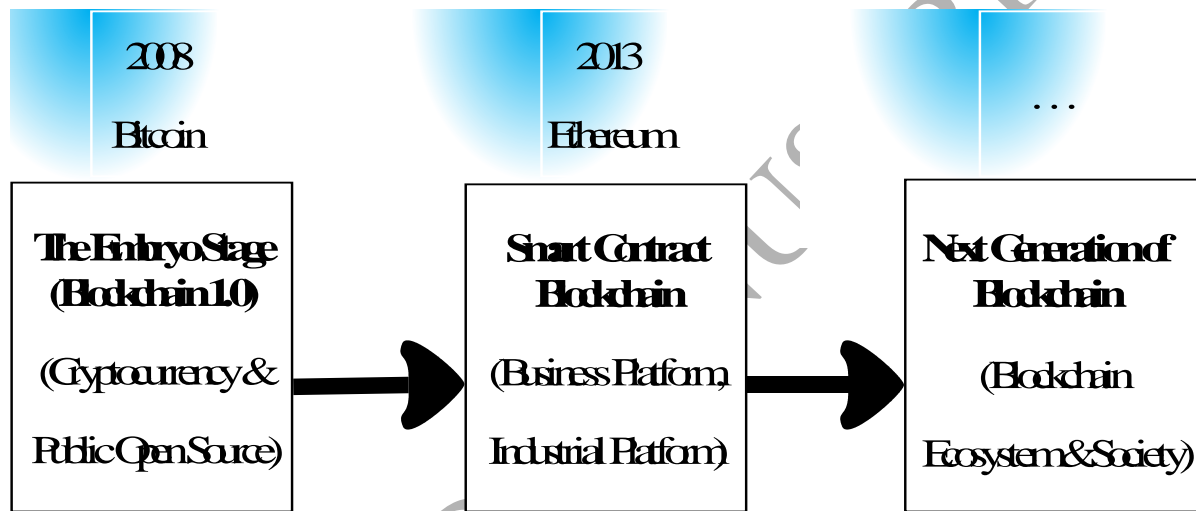 2008
Bitcoin
The Embryo Stage
(Blockchain 1.0)
(Cryptocurrency &
Public Open Source)
2013
Ethereum
Smart Contract
Blockchain
(Business Platform,
Industrial Platform)
...
Next Generation of
Blockchain
(Blockchain
Ecosystem & Society)